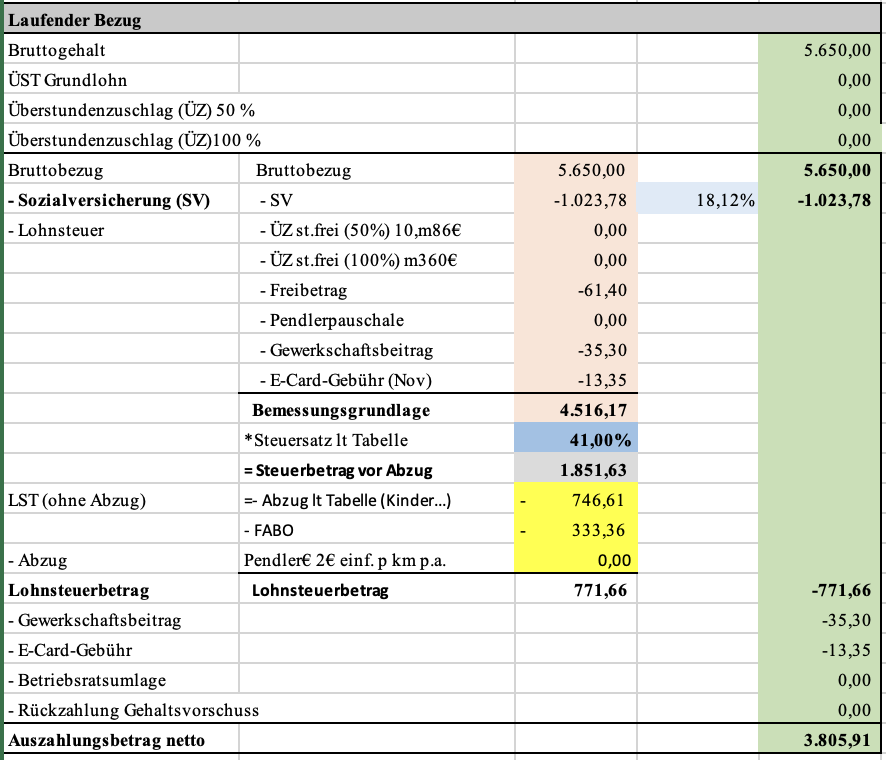 Laufender Bezug
Bruttogehalt 5.650,00
ÜST Grundlohn 0,00
Überstundenzuschlag (ÜZ) 50 % 0,00
Überstundenzuschlag (ÜZ)100 % 0,00
Bruttobezug Bruttobezug 5.650,00 5.650,00
- Sozialversicherung (SV) - SV -1.023,78 18,12% -1.023,78
- Lohnsteuer - ÜZ st.frei (50%) 10,m86€ 0,00
- ÜZ st.frei (100%) m360€ 0,00
- Freibetrag -61,40
- Pendlerpauschale 0,00
- Gewerkschaftsbeitrag -35,30
- E-Card-Gebühr (Nov) -13,35
Bemessungsgrundlage 4.516,17
*Steuersatz lt Tabelle 41,00%
= Steuerbetrag vor Abzug 1.851,63
LST (ohne Abzug) =- Abzug lt Tabelle (Kinder...) - 746,61
- FABO - 333,36
- Abzug Pendler€ 2€ einf. p km p.a. 0,00
Lohnsteuerbetrag Lohnsteuerbetrag 771,66 -771,66
- Gewerkschaftsbeitrag -35,30
- E-Card-Gebühr -13,35
- Betriebsratsumlage 0,00
- Rückzahlung Gehaltsvorschuss 0,00
Auszahlungsbetrag netto 3.805,91